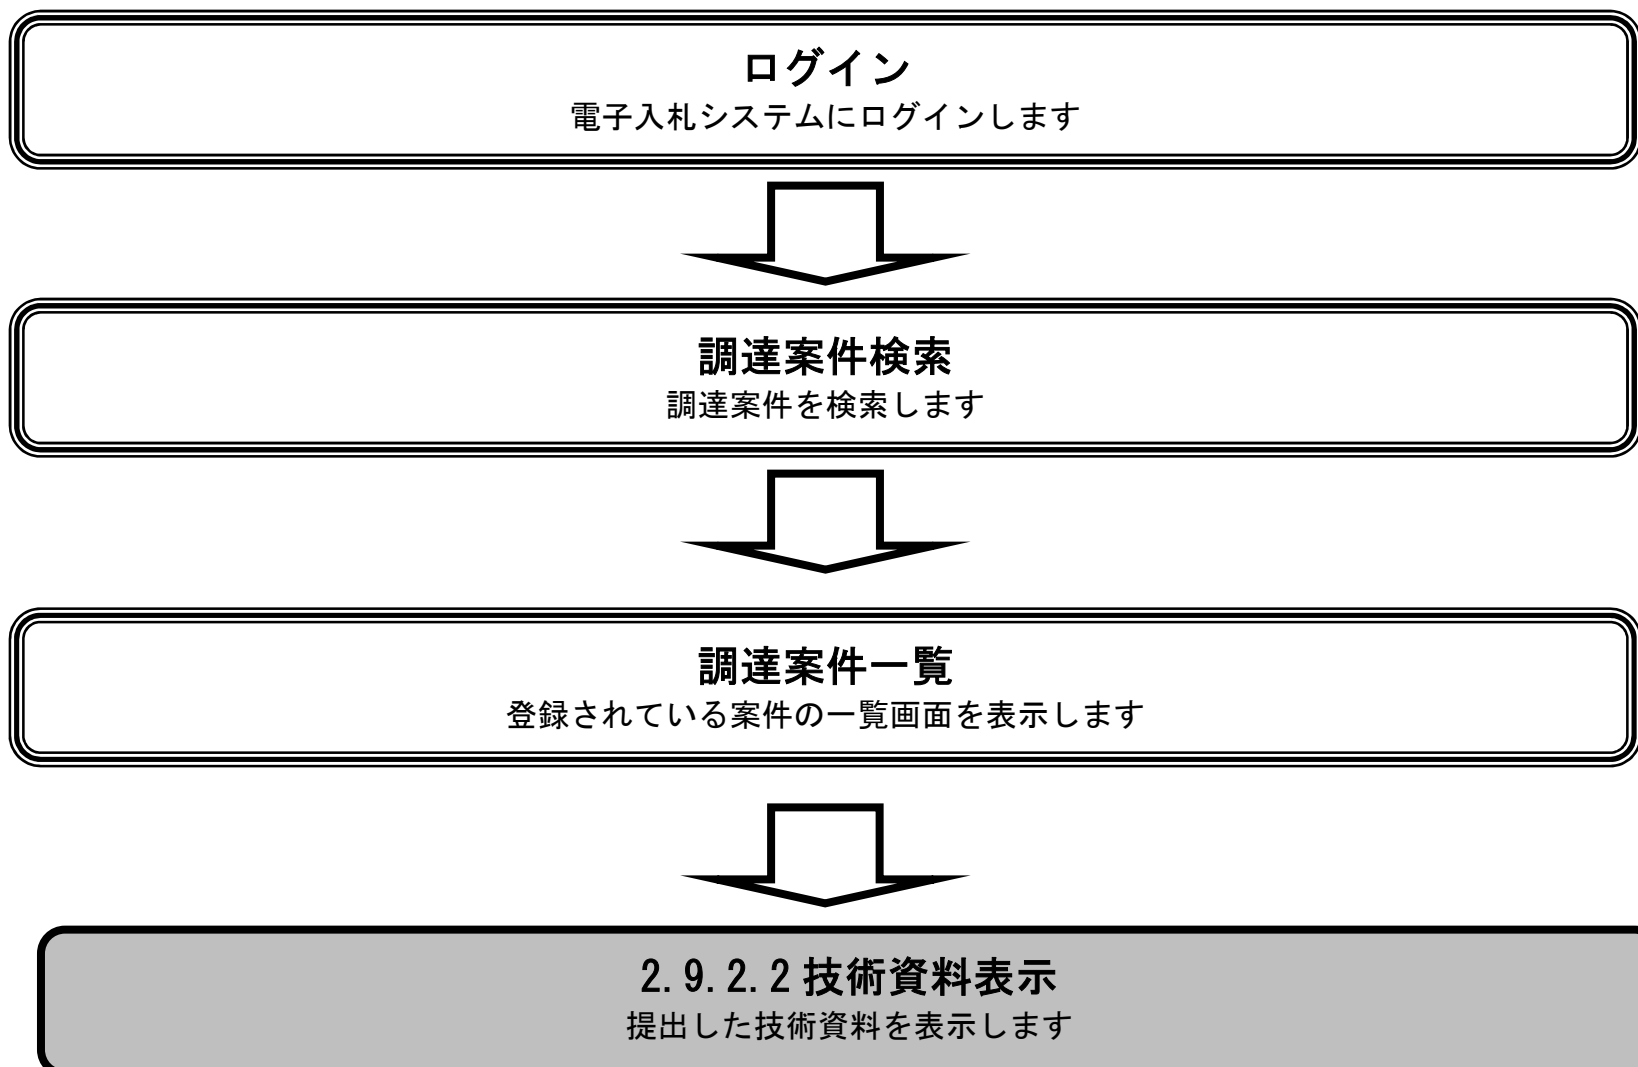 ログイン
電子入札システムにログインします
調達案件検索
調達案件を検索します
調達案件一覧
登録されている案件の一覧画面を表示します
2.9.2.2技術資料表示
提出した技術資料を表示します